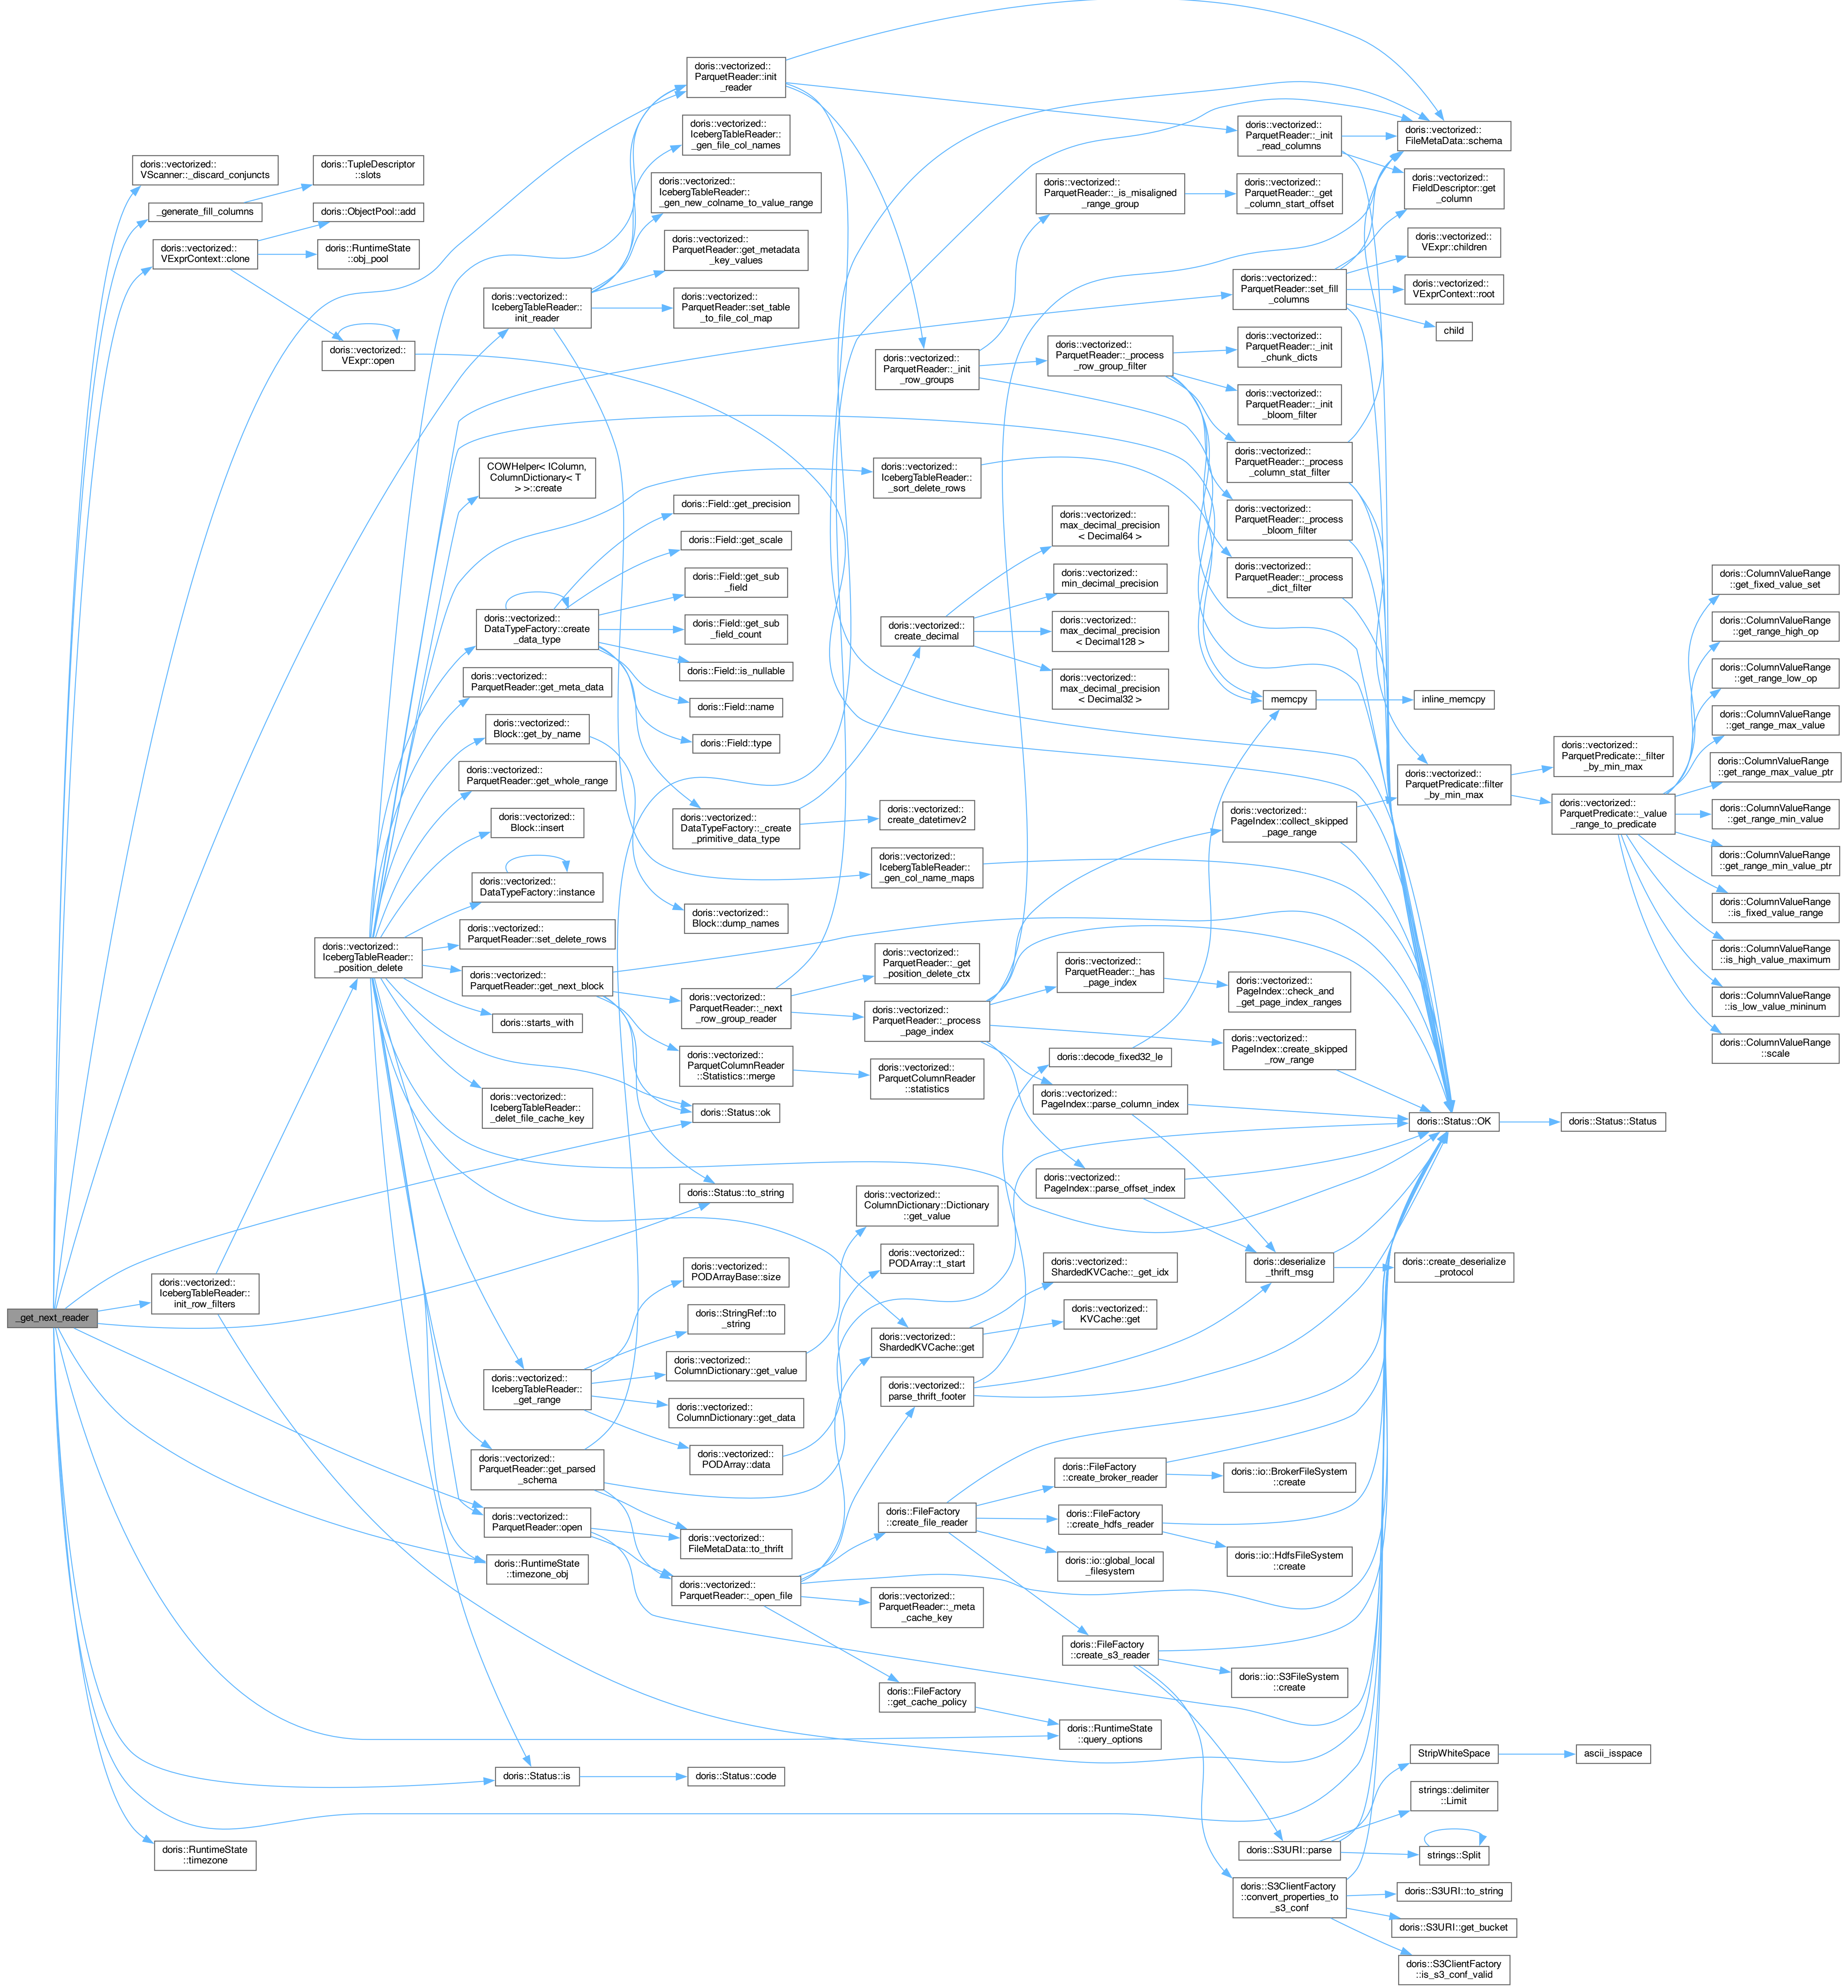 _get_next_reader
doris::vectorized::
VScanner::_discard_conjuncts
_generate_fill_columns
doris::vectorized::
VExprContext::clone
doris::vectorized::
IcebergTableReader::
init_row_filters
doris::RuntimeState
::timezone
doris::TupleDescriptor
::slots
doris::ObjectPool::add
doris::RuntimeState
::obj_pool
doris::vectorized::
VExpr::open
doris::vectorized::
IcebergTableReader::
_position_delete
doris::vectorized::
IcebergTableReader::
init_reader
COWHelper< IColumn,
ColumnDictionary< T
> >::create
doris::vectorized::
DataTypeFactory::create
_data_type
doris::vectorized::
ParquetReader::get_meta_data
doris::vectorized::
Block::get_by_name
doris::vectorized::
ParquetReader::get_whole_range
doris::vectorized::
Block::insert
doris::vectorized::
DataTypeFactory::instance
doris::vectorized::
ParquetReader::set_delete_rows
doris::vectorized::
ParquetReader::get_next_block
doris::starts_with
doris::vectorized::
IcebergTableReader::
_delet_file_cache_key
doris::vectorized::
IcebergTableReader::
_get_range
doris::vectorized::
ParquetReader::get_parsed
_schema
doris::vectorized::
ParquetReader::open
doris::RuntimeState
::timezone_obj
doris::Status::is
doris::vectorized::
ParquetReader::init
_reader
doris::vectorized::
IcebergTableReader::
_gen_file_col_names
doris::vectorized::
IcebergTableReader::
_gen_new_colname_to_value_range
doris::vectorized::
ParquetReader::get_metadata
_key_values
doris::vectorized::
ParquetReader::set_table
_to_file_col_map
doris::Field::get_precision
doris::Field::get_scale
doris::Field::get_sub
_field
doris::Field::get_sub
_field_count
doris::Field::is_nullable
doris::Field::name
doris::Field::type
doris::vectorized::
DataTypeFactory::_create
_primitive_data_type
doris::vectorized::
Block::dump_names
doris::vectorized::
ParquetReader::_next
_row_group_reader
doris::vectorized::
ParquetColumnReader
::Statistics::merge
doris::Status::ok
doris::Status::to_string
doris::vectorized::
PODArrayBase::size
doris::StringRef::to
_string
doris::vectorized::
ColumnDictionary::get_value
doris::vectorized::
ColumnDictionary::get_data
doris::vectorized::
PODArray::data
doris::vectorized::
FileMetaData::to_thrift
doris::vectorized::
ParquetReader::_open_file
doris::Status::code
doris::vectorized::
ParquetReader::_init
_row_groups
doris::vectorized::
IcebergTableReader::
_sort_delete_rows
doris::vectorized::
create_decimal
doris::vectorized::
create_datetimev2
doris::vectorized::
IcebergTableReader::
_gen_col_name_maps
doris::vectorized::
ParquetReader::_get
_position_delete_ctx
doris::vectorized::
ParquetReader::_process
_page_index
doris::vectorized::
ParquetColumnReader
::statistics
doris::vectorized::
ColumnDictionary::Dictionary
::get_value
doris::vectorized::
PODArray::t_start
doris::vectorized::
ShardedKVCache::get
doris::vectorized::
parse_thrift_footer
doris::FileFactory
::create_file_reader
doris::vectorized::
ParquetReader::_meta
_cache_key
doris::FileFactory
::get_cache_policy
doris::vectorized::
ParquetReader::_is_misaligned
_range_group
doris::vectorized::
ParquetReader::_process
_row_group_filter
doris::vectorized::
max_decimal_precision
< Decimal64 >
doris::vectorized::
min_decimal_precision
doris::vectorized::
max_decimal_precision
< Decimal128 >
doris::vectorized::
max_decimal_precision
< Decimal32 >
doris::vectorized::
ParquetReader::_has
_page_index
doris::decode_fixed32_le
doris::vectorized::
PageIndex::parse_column_index
doris::vectorized::
PageIndex::parse_offset_index
doris::vectorized::
ShardedKVCache::_get_idx
doris::vectorized::
KVCache::get
doris::FileFactory
::create_broker_reader
doris::FileFactory
::create_hdfs_reader
doris::io::global_local
_filesystem
doris::FileFactory
::create_s3_reader
doris::RuntimeState
::query_options
doris::vectorized::
ParquetReader::_init
_read_columns
doris::vectorized::
ParquetReader::_get
_column_start_offset
doris::vectorized::
ParquetReader::set_fill
_columns
doris::vectorized::
ParquetReader::_init
_chunk_dicts
doris::vectorized::
ParquetReader::_init
_bloom_filter
doris::vectorized::
ParquetReader::_process
_column_stat_filter
doris::vectorized::
ParquetReader::_process
_bloom_filter
doris::vectorized::
ParquetReader::_process
_dict_filter
memcpy
doris::vectorized::
PageIndex::collect_skipped
_page_range
doris::vectorized::
PageIndex::check_and
_get_page_index_ranges
doris::vectorized::
PageIndex::create_skipped
_row_range
doris::deserialize
_thrift_msg
doris::io::BrokerFileSystem
::create
doris::io::HdfsFileSystem
::create
doris::io::S3FileSystem
::create
doris::S3URI::parse
doris::S3ClientFactory
::convert_properties_to
_s3_conf
doris::vectorized::
FileMetaData::schema
doris::vectorized::
FieldDescriptor::get
_column
doris::vectorized::
VExpr::children
doris::vectorized::
VExprContext::root
child
inline_memcpy
doris::vectorized::
ParquetPredicate::filter
_by_min_max
doris::Status::OK
doris::create_deserialize
_protocol
StripWhiteSpace
strings::delimiter
::Limit
strings::Split
doris::S3URI::to_string
doris::S3URI::get_bucket
doris::S3ClientFactory
::is_s3_conf_valid
doris::vectorized::
ParquetPredicate::_filter
_by_min_max
doris::vectorized::
ParquetPredicate::_value
_range_to_predicate
doris::Status::Status
ascii_isspace
doris::ColumnValueRange
::get_fixed_value_set
doris::ColumnValueRange
::get_range_high_op
doris::ColumnValueRange
::get_range_low_op
doris::ColumnValueRange
::get_range_max_value
doris::ColumnValueRange
::get_range_max_value_ptr
doris::ColumnValueRange
::get_range_min_value
doris::ColumnValueRange
::get_range_min_value_ptr
doris::ColumnValueRange
::is_fixed_value_range
doris::ColumnValueRange
::is_high_value_maximum
doris::ColumnValueRange
::is_low_value_mininum
doris::ColumnValueRange
::scale